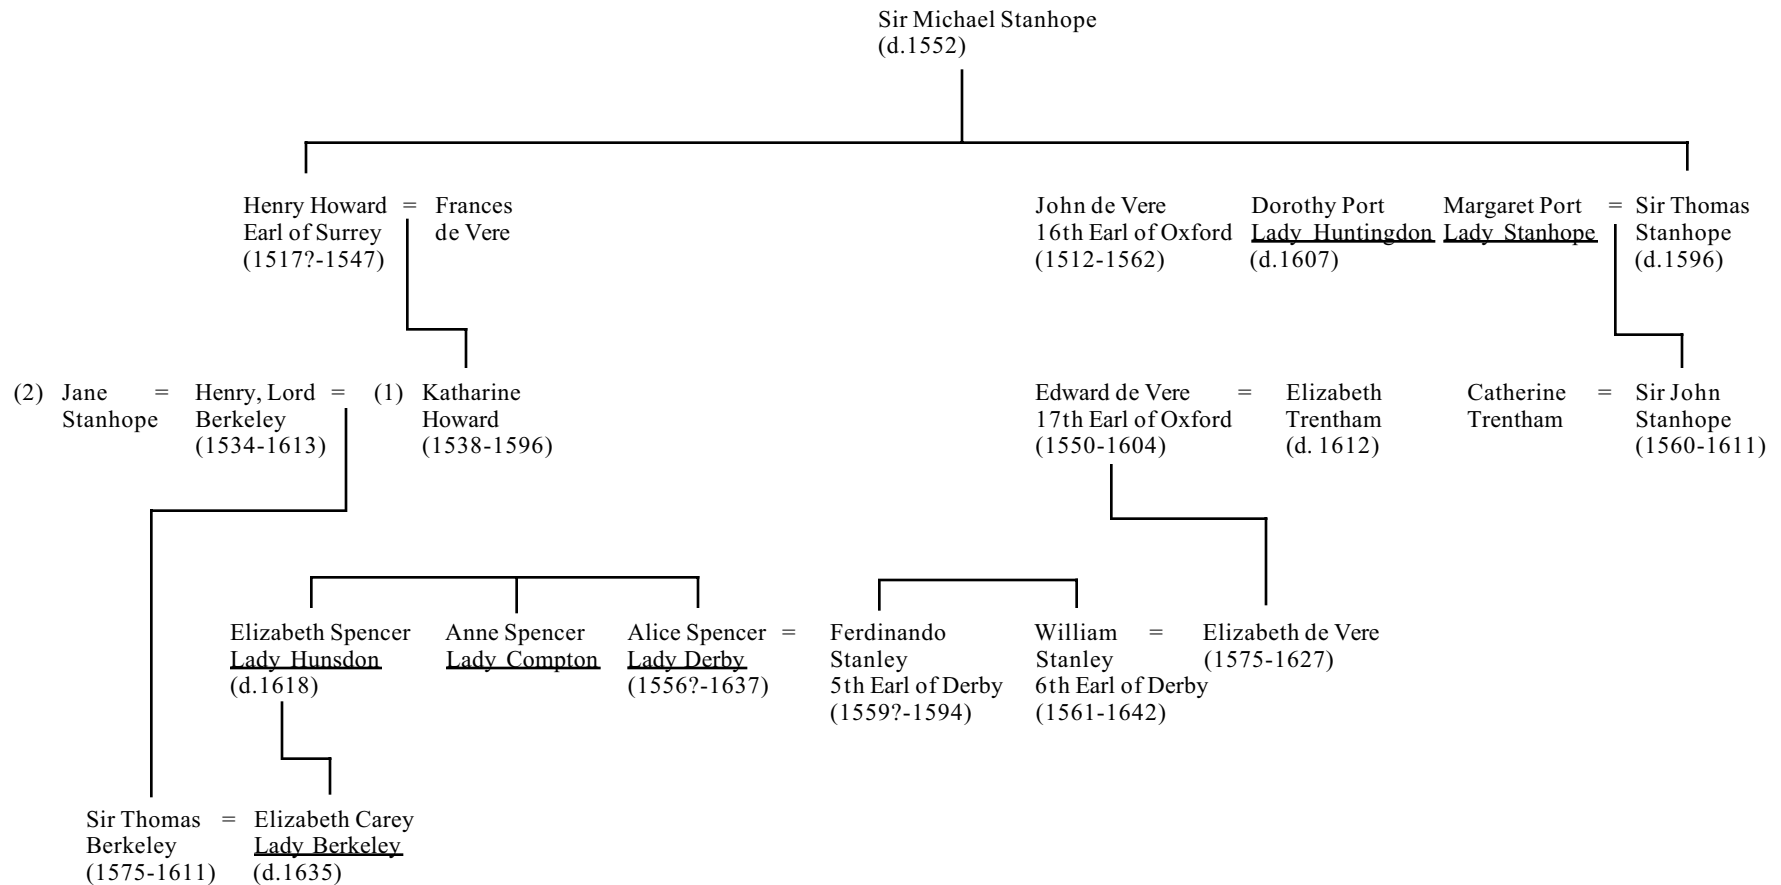 Sir Michael Stanhope
(d.1552)
Henry Howard = Frances
Earl of Surrey de Vere
(1517?-1547)
John de Vere
16th Earl of Oxford
(1512-1562)
Dorothy Port
Lady Huntingdon
(d.1607)
Margaret Port = Sir Thomas
Lady Stanhope Stanhope
(d.1596)
(2) Jane = Henry, Lord = (1) Katharine
Stanhope Berkeley Howard
(1534-1613) (1538-1596)
Edward de Vere = Elizabeth
17th Earl of Oxford Trentham
(1550-1604) (d. 1612)
Catherine = Sir John
Trentham Stanhope
(1560-1611)
Elizabeth Spencer
Lady Hunsdon
(d.1618)
Anne Spencer
Lady Compton
Alice Spencer = Ferdinando
Lady Derby Stanley
(1556?-1637) 5th Earl of Derby
(1559?-1594)
William = Elizabeth de Vere
Stanley (1575-1627)
6th Earl of Derby
(1561-1642)
Sir Thomas = Elizabeth Carey
Berkeley Lady Berkeley
(1575-1611) (d.1635)